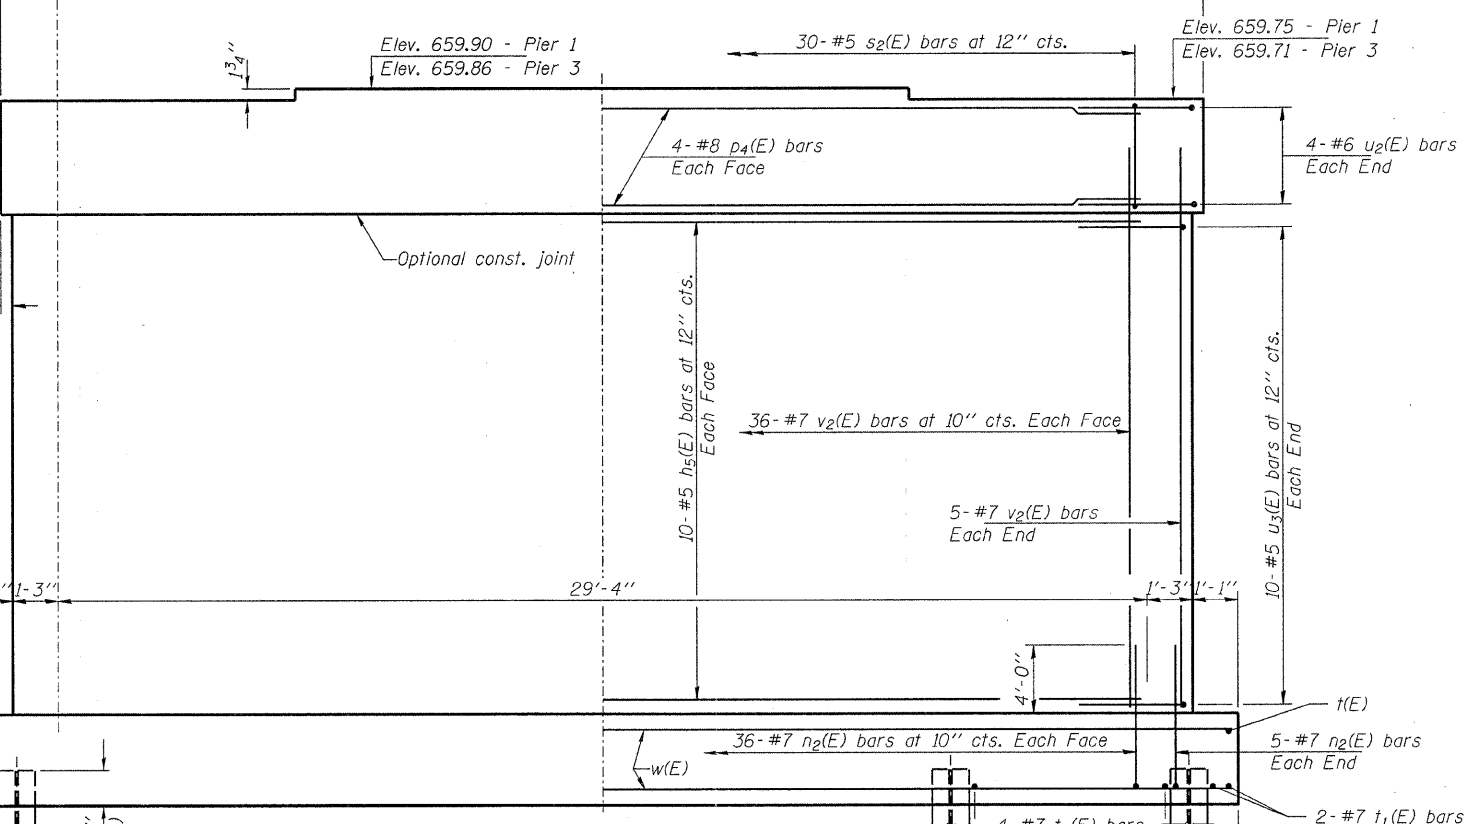 Elev. 659.90 - Pier 1
Elev. 659.86 - Pier 3
30-#5 s2(E) bars at 12" cts.
Elev. 659.75 - Pier 1
Elev. 659.71 - Pier 3
1¾"
4-#8 p4(E) bars
Each Face
4-#6 u2(E) bars
Each End
Optional const. joint
10-#5 h5(E) bars at 12" cts.
Each Face
36-#7 v2(E) bars at 10" cts. Each Face
10-#5 u3(E) bars at 12" cts.
Each End
5-#7 v2(E) bars
Each End
1'-3"
29'-4"
1'-3"
1'-1"
4'-0"
t(E)
36-#7 n2(E) bars at 10" cts. Each Face
5-#7 n2(E) bars
Each End
w(E)
2-#7 t1(E) bars